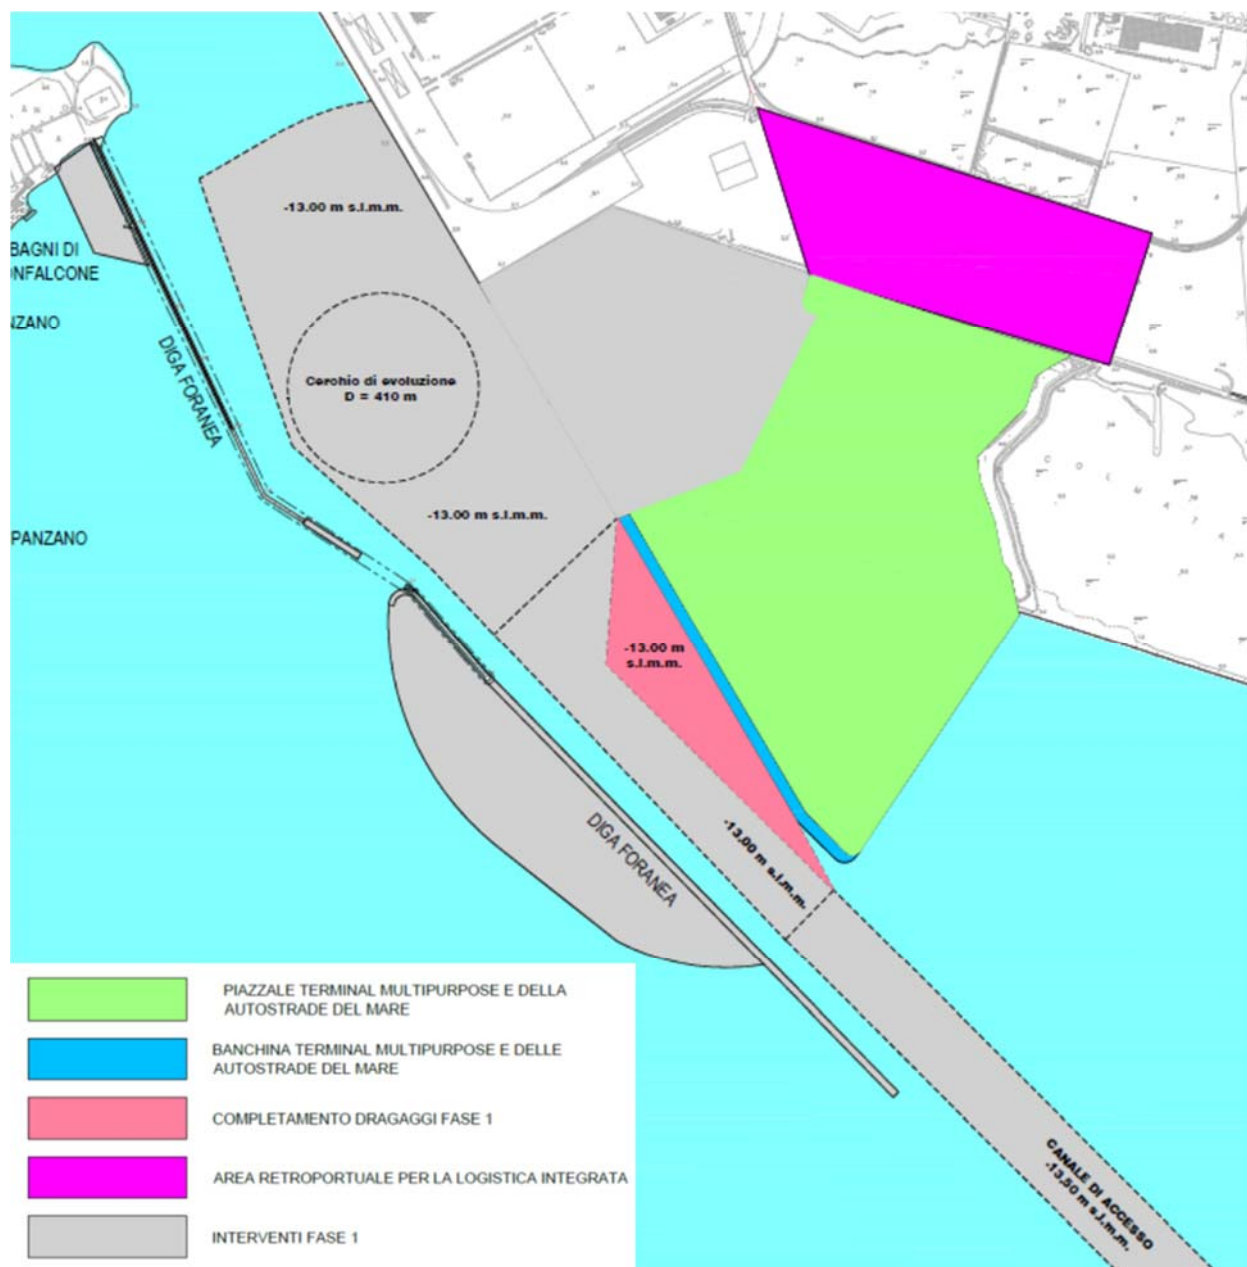 -13.00 m s.l.m.m.
BAGNI DI
ONFALCONE
NZANO
DIGA FORANEA
Cerchio di evoluzione
D = 410 m
-13.00 m s.l.m.m.
PANZANO
-13.00 m
s.l.m.m.
DIGA FORANEA
-13,00 m s.l.m.m.
CANALE DI ACCESSO
-13,50 m s.l.m.m.
PIAZZALE TERMINAL MULTIPURPOSE E DELLA
AUTOSTRADE DEL MARE
BANCHINA TERMINAL MULTIPURPOSE E DELLE
AUTOSTRADE DEL MARE
COMPLETAMENTO DRAGAGGI FASE 1
AREA RETROPORTUALE PER LA LOGISTICA INTEGRATA
INTERVENTI FASE 1